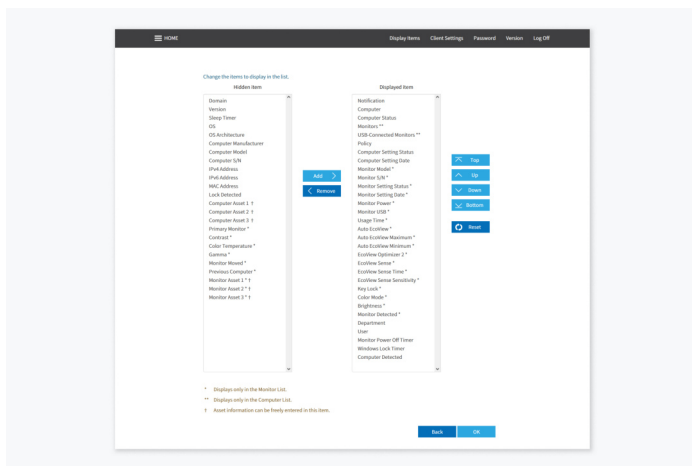 HOME
Display Items Client Settings Password Version Log Off
Change the items to display in the list.
Hidden item
Domain
Version
Sleep Timer
OS
OS Architecture
Computer Manufacturer
Computer Model
Computer S/N
IPv4 Address
IPv6 Address
MAC Address
Lock Detected
Computer Asset 1 †
Computer Asset 2 †
Computer Asset 3 †
Primary Monitor *
Contrast *
Color Temperature *
Gamma *
Monitor Moved *
Previous Computer *
Monitor Asset 1 * †
Monitor Asset 2 * †
Monitor Asset 3 * †
Add
Remove
Displayed item
Notification
Computer
Computer Status
Monitors **
USB-Connected Monitors **
Policy
Computer Setting Status
Computer Setting Date
Monitor Model *
Monitor S/N *
Monitor Setting Status *
Monitor Setting Date *
Monitor Power *
Monitor USB *
Usage Time *
Auto EcoView *
Auto EcoView Maximum *
Auto EcoView Minimum *
EcoView Optimizer 2 *
EcoView Sense *
EcoView Sense Time *
EcoView Sense Sensitivity *
Key Lock *
Color Mode *
Brightness *
Monitor Detected *
Department
User
Monitor Power Off Timer
Windows Lock Timer
Computer Detected
Top
Up
Down
Bottom
Reset
* Displays only in the Monitor List.
** Displays only in the Computer List.
† Asset information can be freely entered in this item.
Back OK